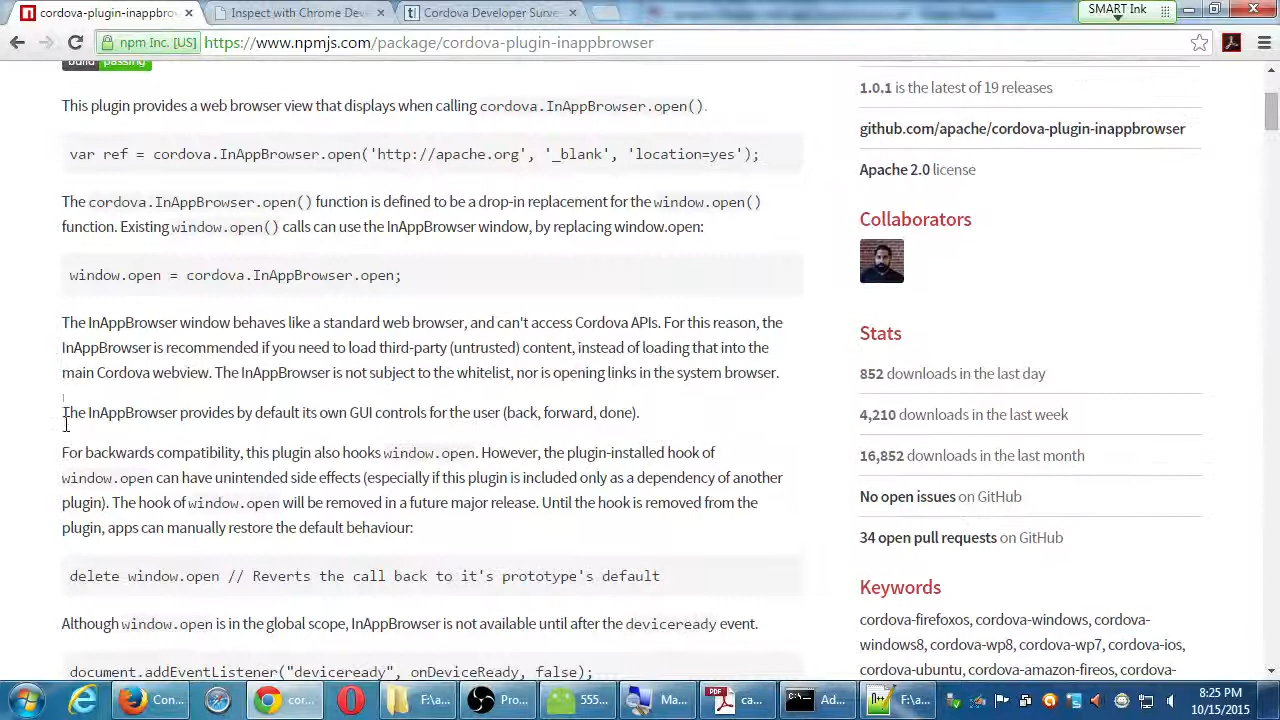 cordova-plugin-inappbrow
Inspect with Chrome Dev
Cordova Developer Surve
SMART Ink
npm Inc. [US]
https://www.npmjs.com/package/cordova-plugin-inappbrowser
build passing
This plugin provides a web browser view that displays when calling cordova.InAppBrowser.open().
var ref = cordova.InAppBrowser.open('http://apache.org', '_blank', 'location=yes');
The cordova.InAppBrowser.open() function is defined to be a drop-in replacement for the window.open()
function. Existing window.open() calls can use the InAppBrowser window, by replacing window.open:
window.open = cordova.InAppBrowser.open;
The InAppBrowser window behaves like a standard web browser, and can't access Cordova APIs. For this reason, the
InAppBrowser is recommended if you need to load third-party (untrusted) content, instead of loading that into the
main Cordova webview. The InAppBrowser is not subject to the whitelist, nor is opening links in the system browser.
The InAppBrowser provides by default its own GUI controls for the user (back, forward, done).
For backwards compatibility, this plugin also hooks window.open. However, the plugin-installed hook of
window.open can have unintended side effects (especially if this plugin is included only as a dependency of another
plugin). The hook of window.open will be removed in a future major release. Until the hook is removed from the
plugin, apps can manually restore the default behaviour:
delete window.open // Reverts the call back to it's prototype's default
Although window.open is in the global scope, InAppBrowser is not available until after the deviceready event.
document.addEventListener("deviceready", onDeviceReady, false);
1.0.1 is the latest of 19 releases
github.com/apache/cordova-plugin-inappbrowser
Apache 2.0 license
Collaborators
Stats
852 downloads in the last day
4,210 downloads in the last week
16,852 downloads in the last month
No open issues on GitHub
34 open pull requests on GitHub
Keywords
cordova-firefoxos, cordova-windows, cordova-
windows8, cordova-wp8, cordova-wp7, cordova-ios,
cordova-ubuntu, cordova-amazon-fireos, cordova-
Con...
cor...
F:\a...
Pro...
555...
Ma...
ca...
Ad...
F:\a...
8:25 PM
10/15/2015